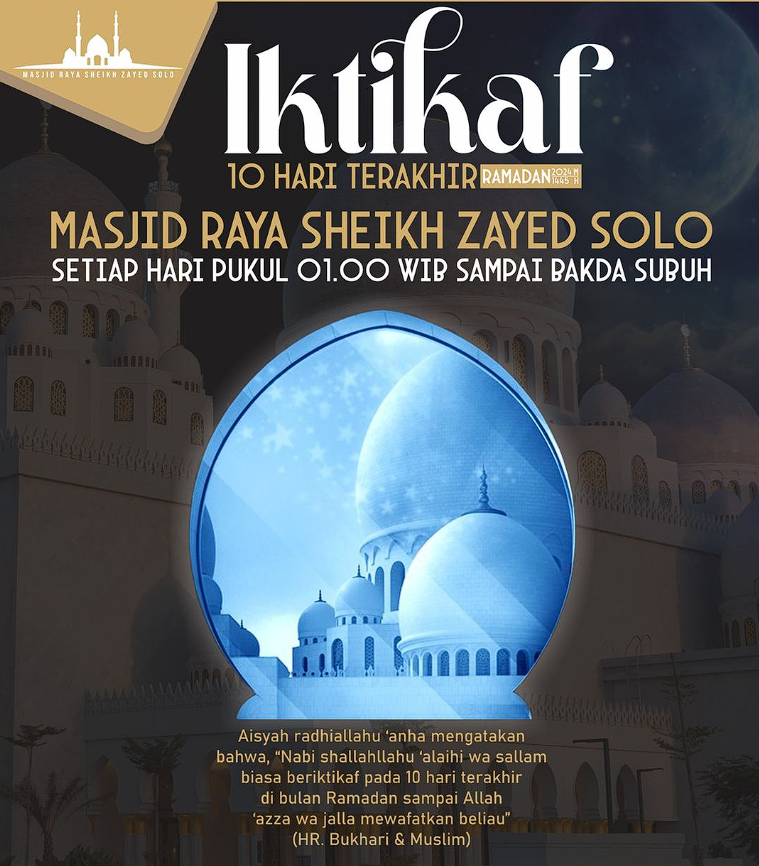 MASJID RAYA SHEIKH ZAYED SOLO
Iktikaf
10 HARI TERAKHIR RAMADAN 2024 M
1445 H
MASJID RAYA SHEIKH ZAYED SOLO
SETIAP HARI PUKUL 01.00 WIB SAMPAI BAKDA SUBUH
Aisyah radhiallahu ‘anha mengatakan
bahwa, “Nabi shallahllahu ‘alaihi wa sallam
biasa beriktikaf pada 10 hari terakhir
di bulan Ramadan sampai Allah
‘azza wa jalla mewafatkan beliau”
(HR. Bukhari & Muslim)